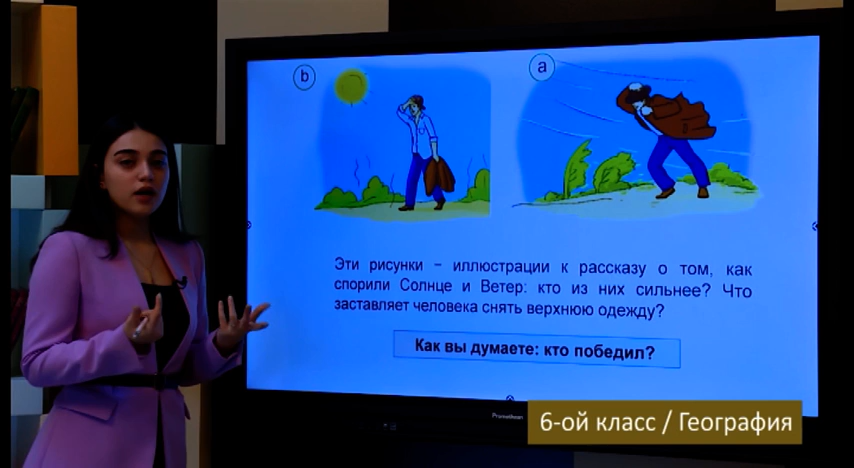 b
a
Эти рисунки – иллюстрации к рассказу о том, как
спорили Солнце и Ветер: кто из них сильнее? Что
заставляет человека снять верхнюю одежду?
Как вы думаете: кто победил?
Promethean
6-ой класс / География